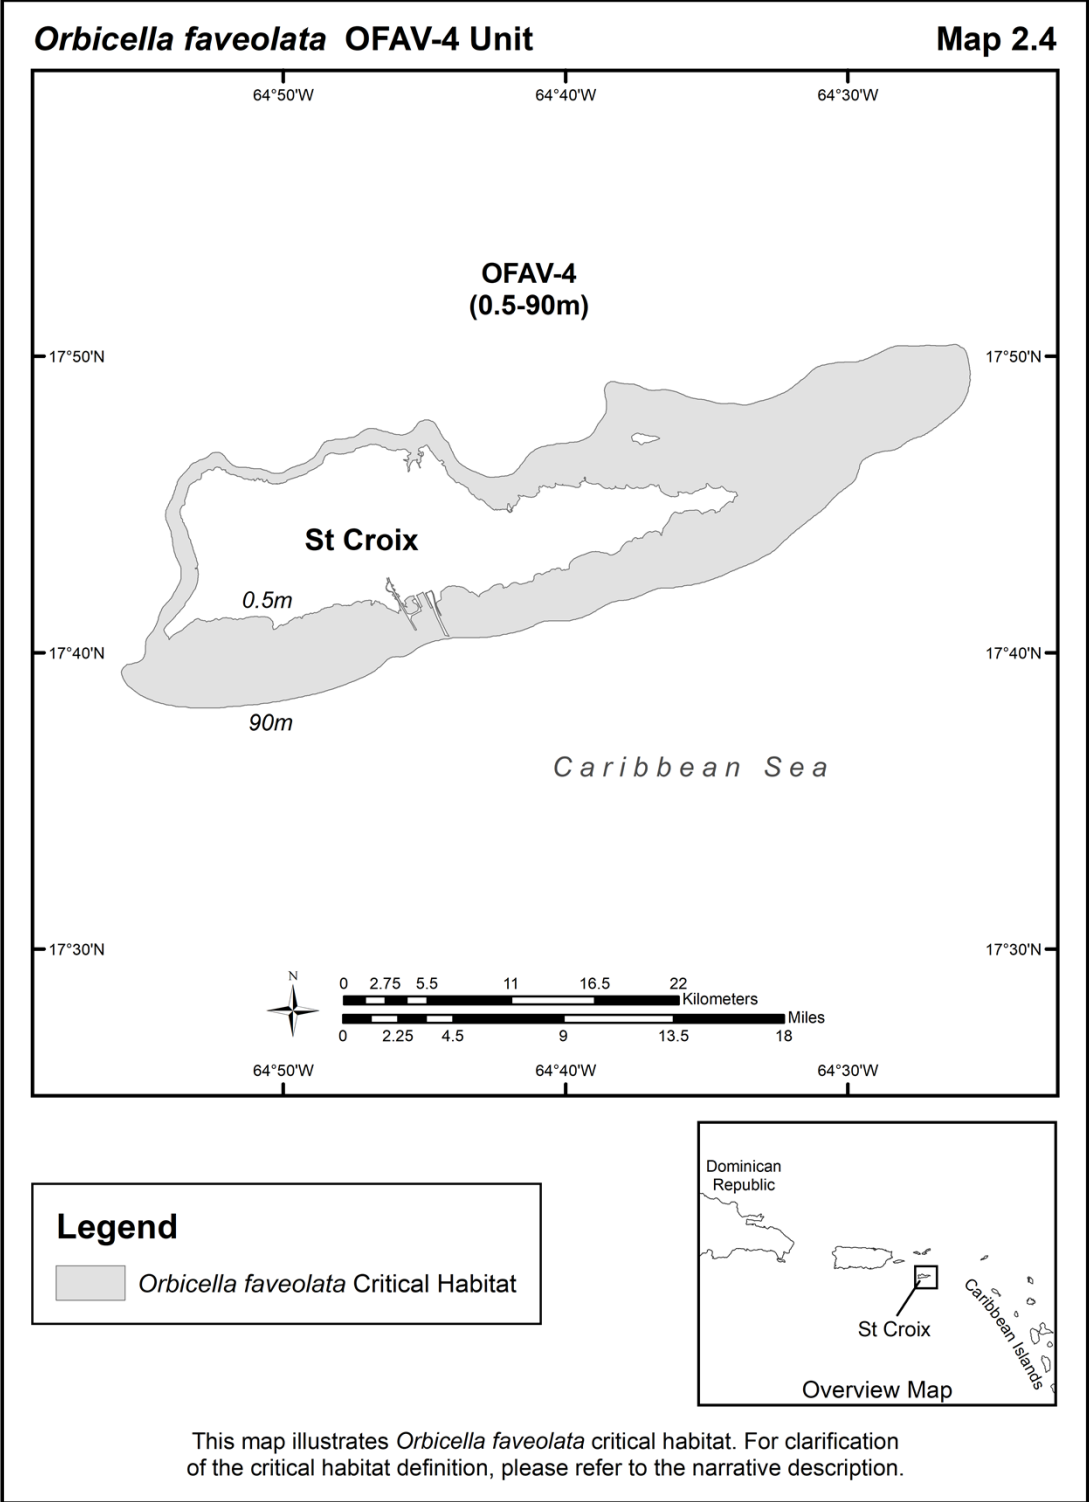 Orbicella faveolata OFAV-4 Unit
Map 2.4
64°50'W
64°40'W
64°30'W
OFAV-4
(0.5-90m)
17°50'N
17°50'N
St Croix
0.5m
17°40'N
17°40'N
90m
Caribbean Sea
17°30'N
17°30'N
N
0 2.75 5.5 11 16.5 22
Kilometers
Miles
0 2.25 4.5 9 13.5 18
64°50'W
64°40'W
64°30'W
Legend
Orbicella faveolata Critical Habitat
Dominican
Republic
St Croix
Caribbean Islands
Overview Map
This map illustrates Orbicella faveolata critical habitat. For clarification
of the critical habitat definition, please refer to the narrative description.